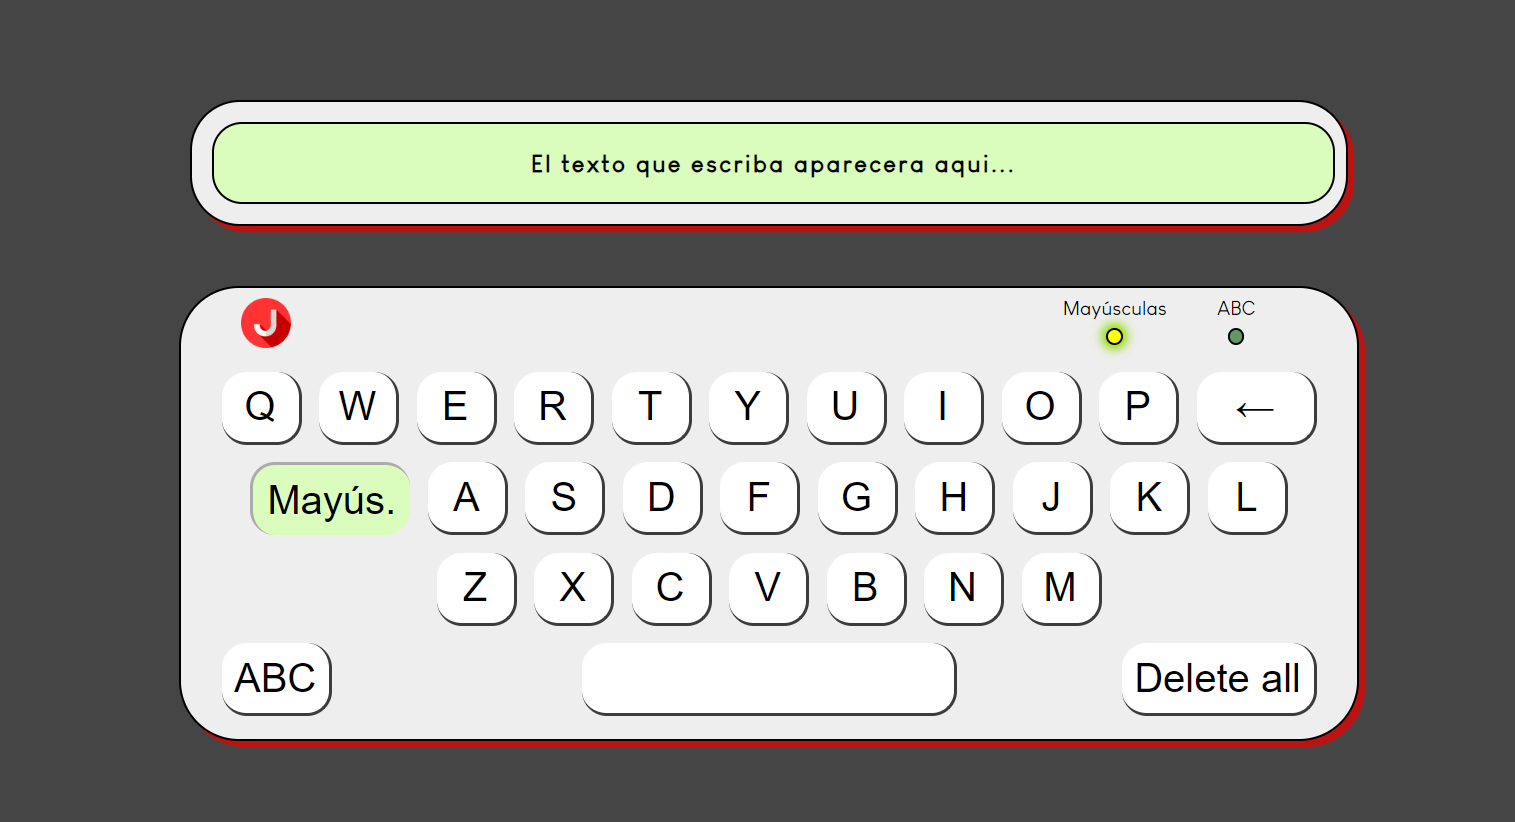 El texto que escriba aparecera aqui...
J
Mayúsculas ABC
Q W E R T Y U I O P ←
Mayús. A S D F G H J K L
Z X C V B N M
ABC Delete all